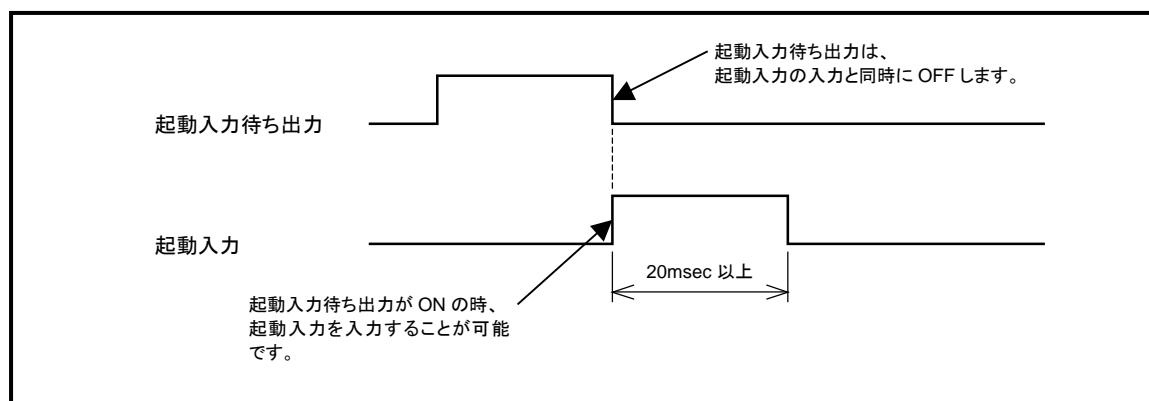 起動入力待ち出力は、
起動入力の入力と同時に OFF します。
起動入力待ち出力
起動入力
20msec 以上
起動入力待ち出力が ON の時、
起動入力を入力することが可能
です。